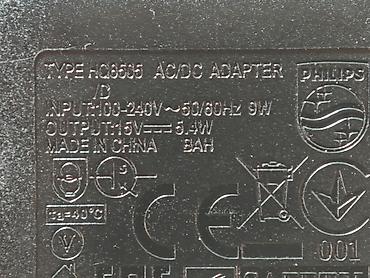 TYPE HQ8505 AC/DC ADAPTER
/B
INPUT:100-240V~50/60Hz 9W
OUTPUT:15V⎓5.4W
MADE IN CHINA BAH
PHILIPS
ta=40°C
V
CE
001